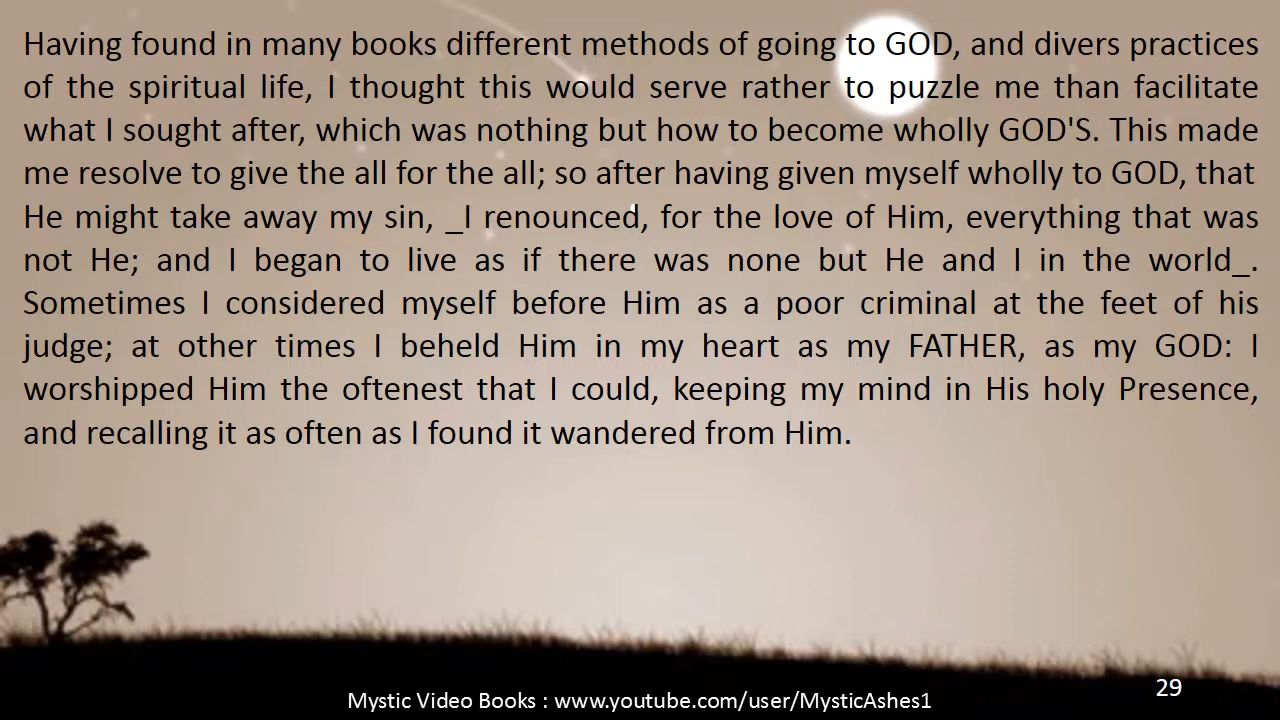 Having found in many books different methods of going to GOD, and divers practices
of the spiritual life, I thought this would serve rather to puzzle me than facilitate
what I sought after, which was nothing but how to become wholly GOD'S. This made
me resolve to give the all for the all; so after having given myself wholly to GOD, that
He might take away my sin, _I renounced, for the love of Him, everything that was
not He; and I began to live as if there was none but He and I in the world_.
Sometimes I considered myself before Him as a poor criminal at the feet of his
judge; at other times I beheld Him in my heart as my FATHER, as my GOD: I
worshipped Him the oftenest that I could, keeping my mind in His holy Presence,
and recalling it as often as I found it wandered from Him.
29
Mystic Video Books : www.youtube.com/user/MysticAshes1